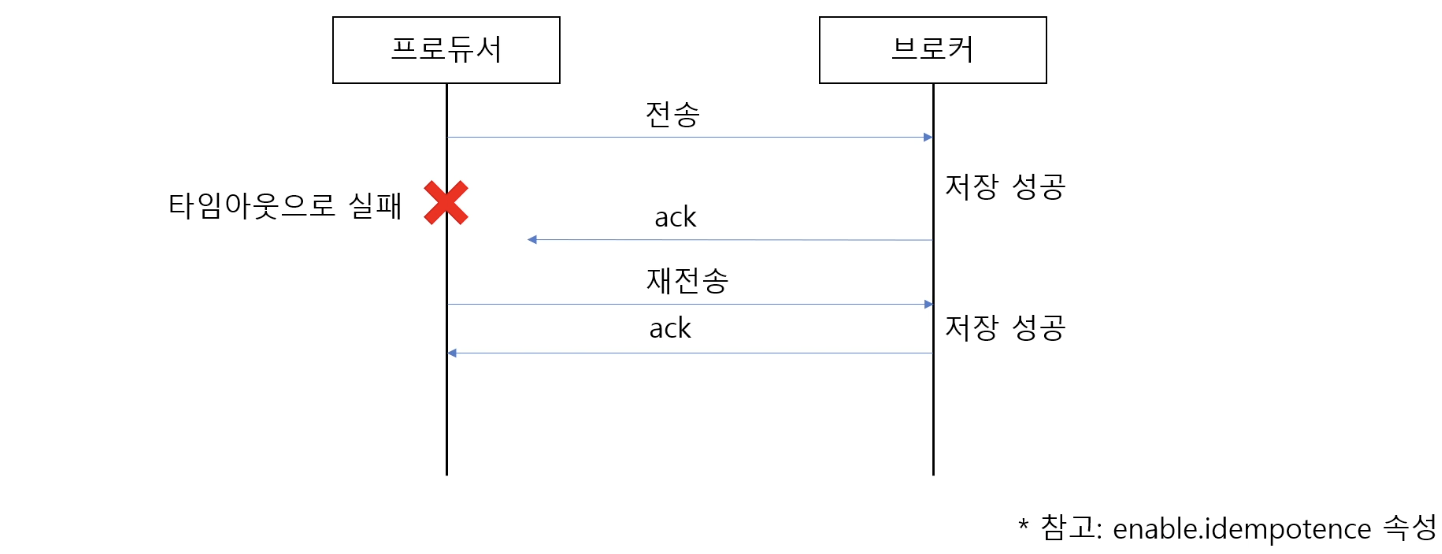 프로듀서
브로커
전송
저장 성공
타임아웃으로 실패
ack
재전송
ack
저장 성공
* 참고: enable.idempotence 속성